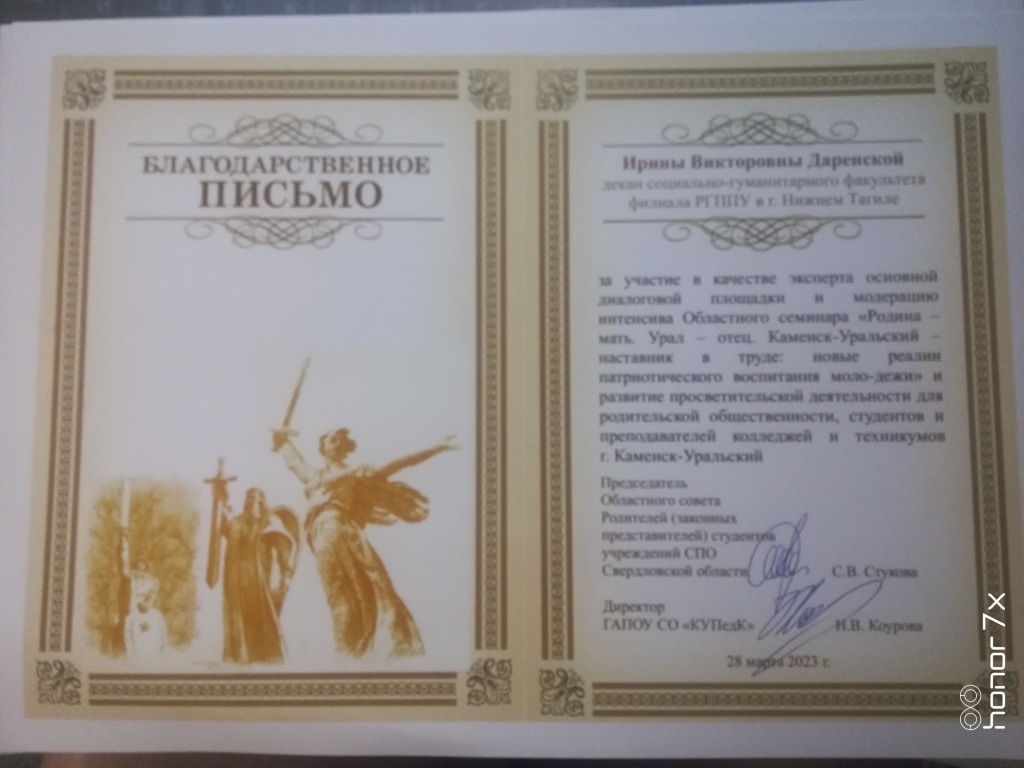 БЛАГОДАРСТВЕННОЕ
ПИСЬМО
Ирины Викторовны Даренской
декан социально-гуманитарного факультета
филиала РГППУ в г. Нижнем Тагиле
за участие в качестве эксперта основной
диалоговой площадки и модерацию
интенсива Областного семинара «Родина –
мать. Урал – отец. Каменск-Уральский –
наставник в труде: новые реалии
патриотического воспитания моло-дежи» и
развитие просветительской деятельности для
родительской общественности, студентов и
преподавателей колледжей и техникумов
г. Каменск-Уральский
Председатель
Областного совета
Родителей (законных
представителей) студентов
учреждений СПО
Свердловской области С.В. Стукова
Директор
ГАПОУ СО «КУПедК» Н.В. Коурова
28 марта 2023 г.
honor 7x